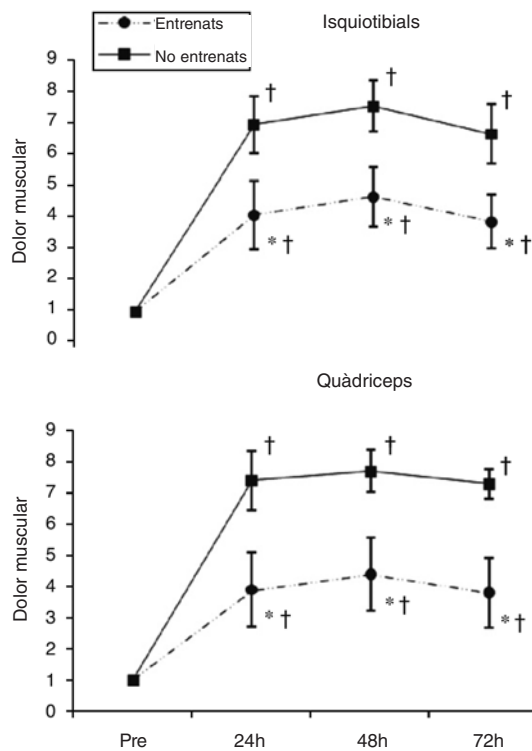 Isquiotibials
Entrenats
No entrenats
Dolor muscular
9
8
7
6
5
4
3
2
1
0
† † †
* † * † * †
Quàdriceps
Dolor muscular
9
8
7
6
5
4
3
2
1
0
† † †
* † * † * †
Pre 24h 48h 72h